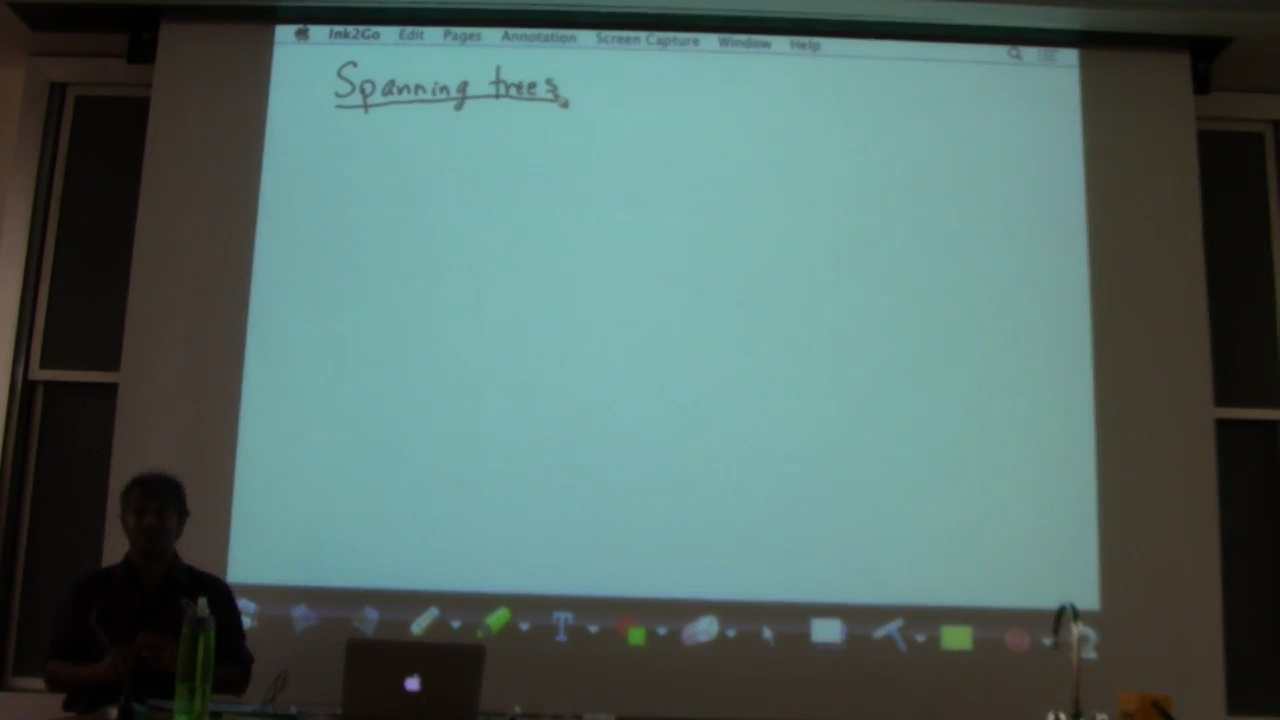 Ink2Go Edit Pages Annotation Screen Capture Window Help
Spanning trees
T